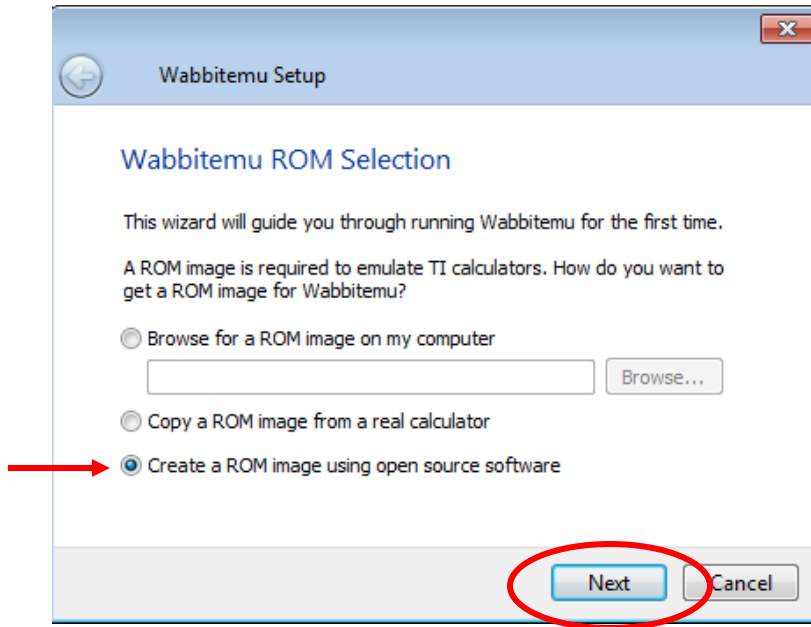 Wabbitemu Setup
Wabbitemu ROM Selection
This wizard will guide you through running Wabbitemu for the first time.
A ROM image is required to emulate TI calculators. How do you want to
get a ROM image for Wabbitemu?
Browse for a ROM image on my computer
Browse...
Copy a ROM image from a real calculator
Create a ROM image using open source software
Next Cancel